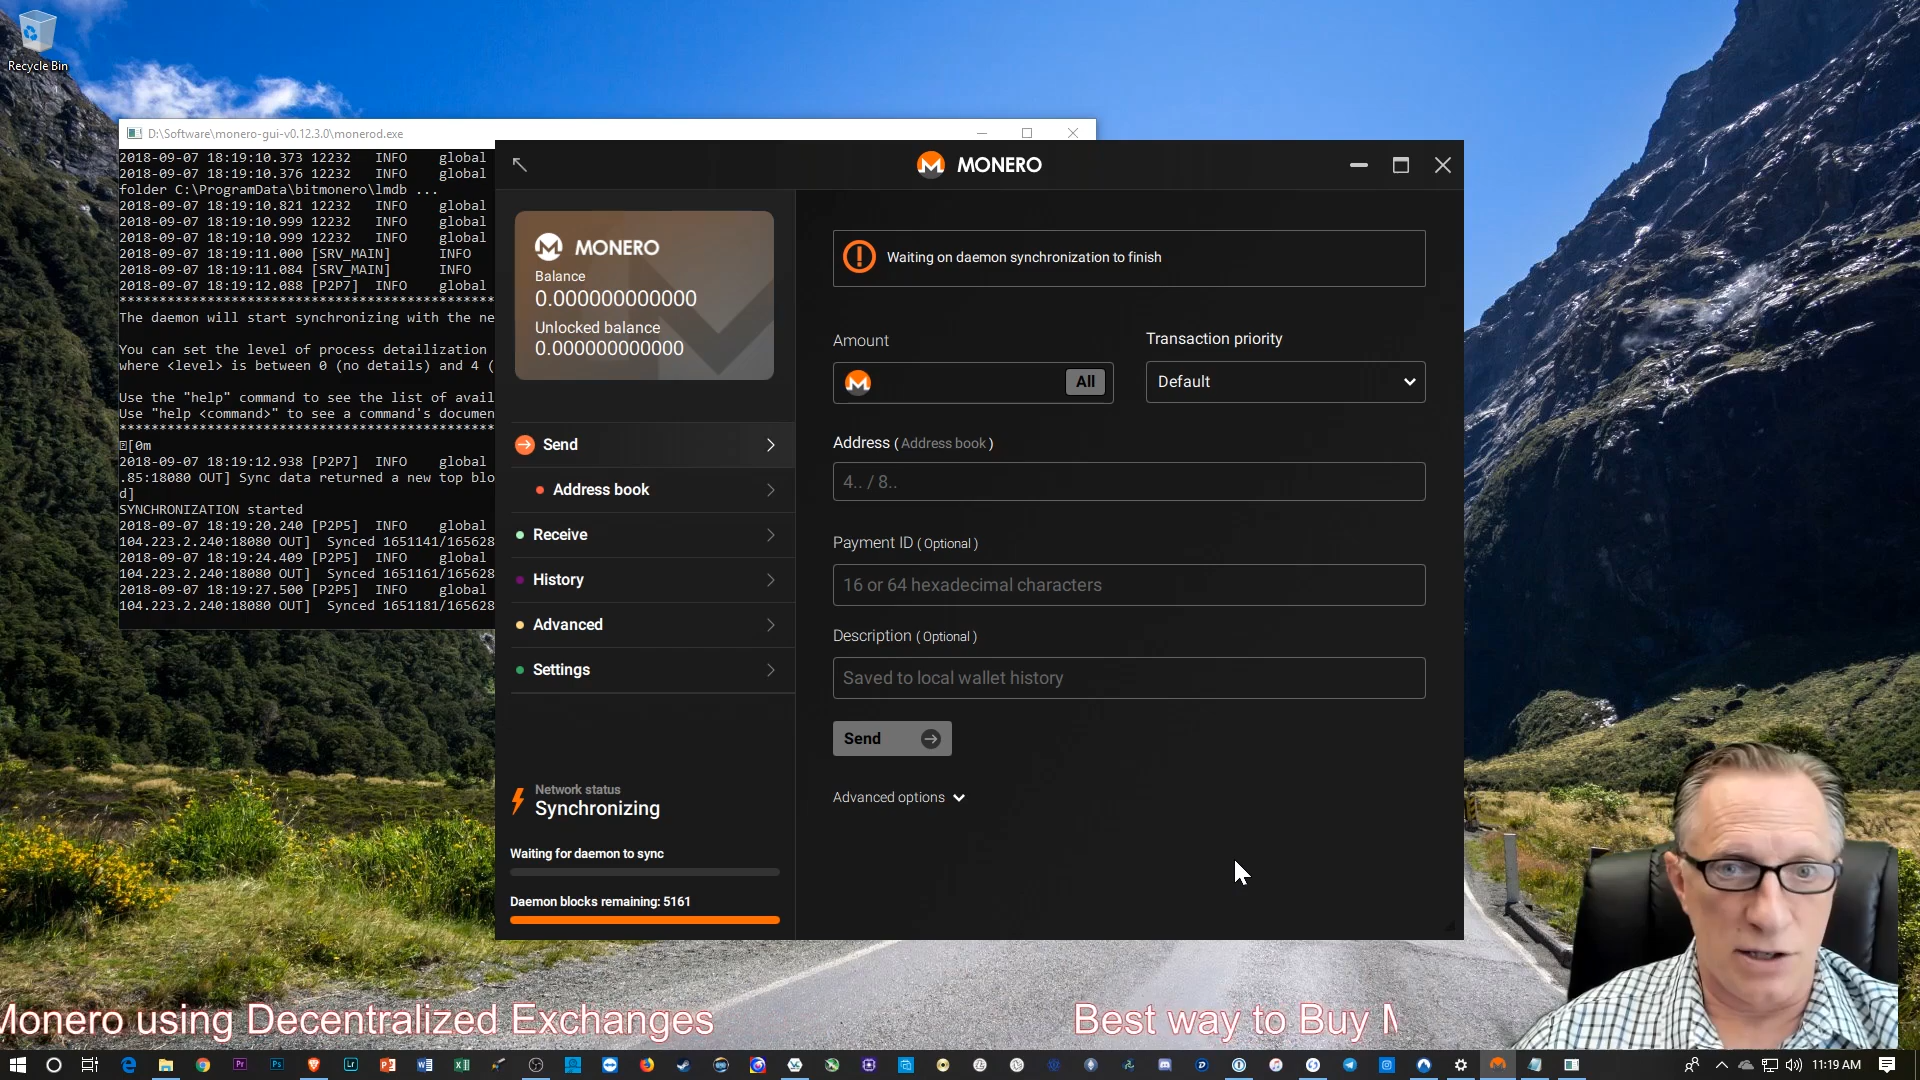 Recycle Bin
D:\Software\monero-gui-v0.12.3.0\monerod.exe
2018-09-07 18:19:10.373 12232 INFO global
2018-09-07 18:19:10.376 12232 INFO global
folder C:\ProgramData\bitmonero\lmdb ...
2018-09-07 18:19:10.821 12232 INFO global
2018-09-07 18:19:10.999 12232 INFO global
2018-09-07 18:19:10.999 12232 INFO global
2018-09-07 18:19:11.000 [SRV_MAIN] INFO
2018-09-07 18:19:11.084 [SRV_MAIN] INFO
2018-09-07 18:19:12.088 [P2P7] INFO global
***********************************************
The daemon will start synchronizing with the ne
You can set the level of process detailization
where <level> is between 0 (no details) and 4 (
Use the "help" command to see the list of avail
Use "help <command>" to see a command's documen
***********************************************
[0m
2018-09-07 18:19:12.938 [P2P7] INFO global
.85:18080 OUT] Sync data returned a new top blo
d]
SYNCHRONIZATION started
2018-09-07 18:19:20.240 [P2P5] INFO global
104.223.2.240:18080 OUT] Synced 1651141/165628
2018-09-07 18:19:24.409 [P2P5] INFO global
104.223.2.240:18080 OUT] Synced 1651161/165628
2018-09-07 18:19:27.500 [P2P5] INFO global
104.223.2.240:18080 OUT] Synced 1651181/165628
MONERO
MONERO
Balance
0.000000000000
Unlocked balance
0.000000000000
Send
Address book
Receive
History
Advanced
Settings
Network status
Synchronizing
Waiting for daemon to sync
Daemon blocks remaining: 5161
Waiting on daemon synchronization to finish
Amount
All
Transaction priority
Default
Address ( Address book )
4.. / 8..
Payment ID ( Optional )
16 or 64 hexadecimal characters
Description ( Optional )
Saved to local wallet history
Send
Advanced options
Monero using Decentralized Exchanges
Best way to Buy M
11:19 AM